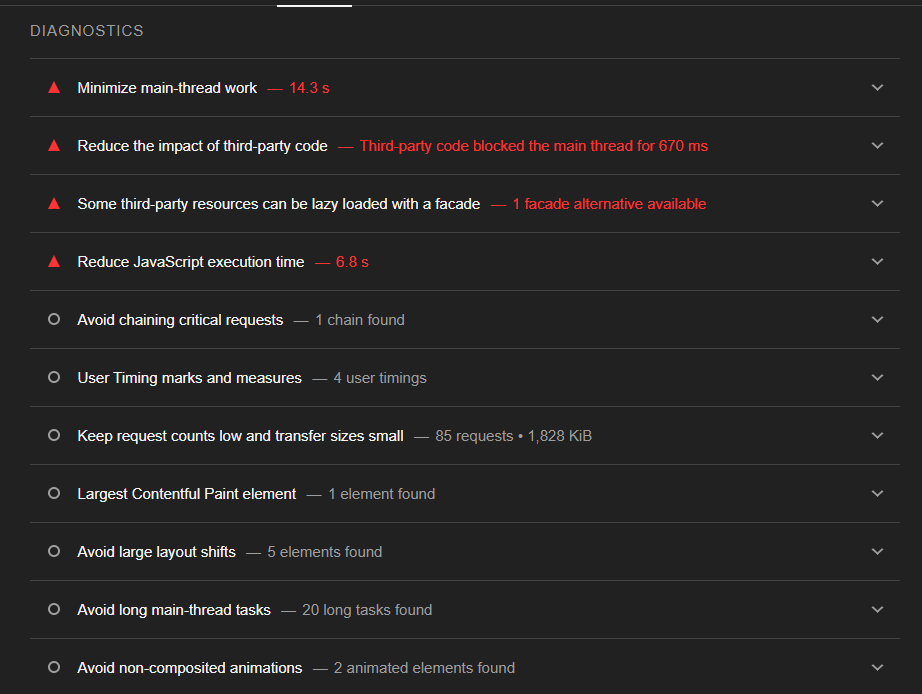 DIAGNOSTICS
Minimize main-thread work — 14.3 s
Reduce the impact of third-party code — Third-party code blocked the main thread for 670 ms
Some third-party resources can be lazy loaded with a facade — 1 facade alternative available
Reduce JavaScript execution time — 6.8 s
Avoid chaining critical requests — 1 chain found
User Timing marks and measures — 4 user timings
Keep request counts low and transfer sizes small — 85 requests • 1,828 KiB
Largest Contentful Paint element — 1 element found
Avoid large layout shifts — 5 elements found
Avoid long main-thread tasks — 20 long tasks found
Avoid non-composited animations — 2 animated elements found